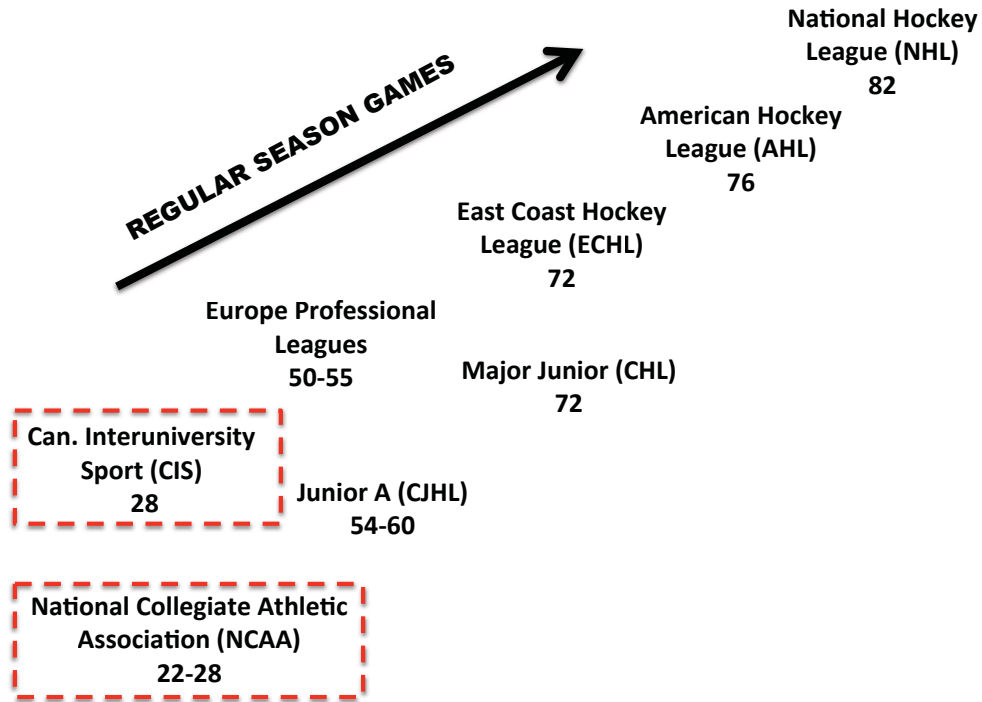 National Hockey
League (NHL)
82
REGULAR SEASON GAMES
American Hockey
League (AHL)
76
East Coast Hockey
League (ECHL)
72
Europe Professional
Leagues
50-55
Major Junior (CHL)
72
Can. Interuniversity
Sport (CIS)
28
Junior A (CJHL)
54-60
National Collegiate Athletic
Association (NCAA)
22-28